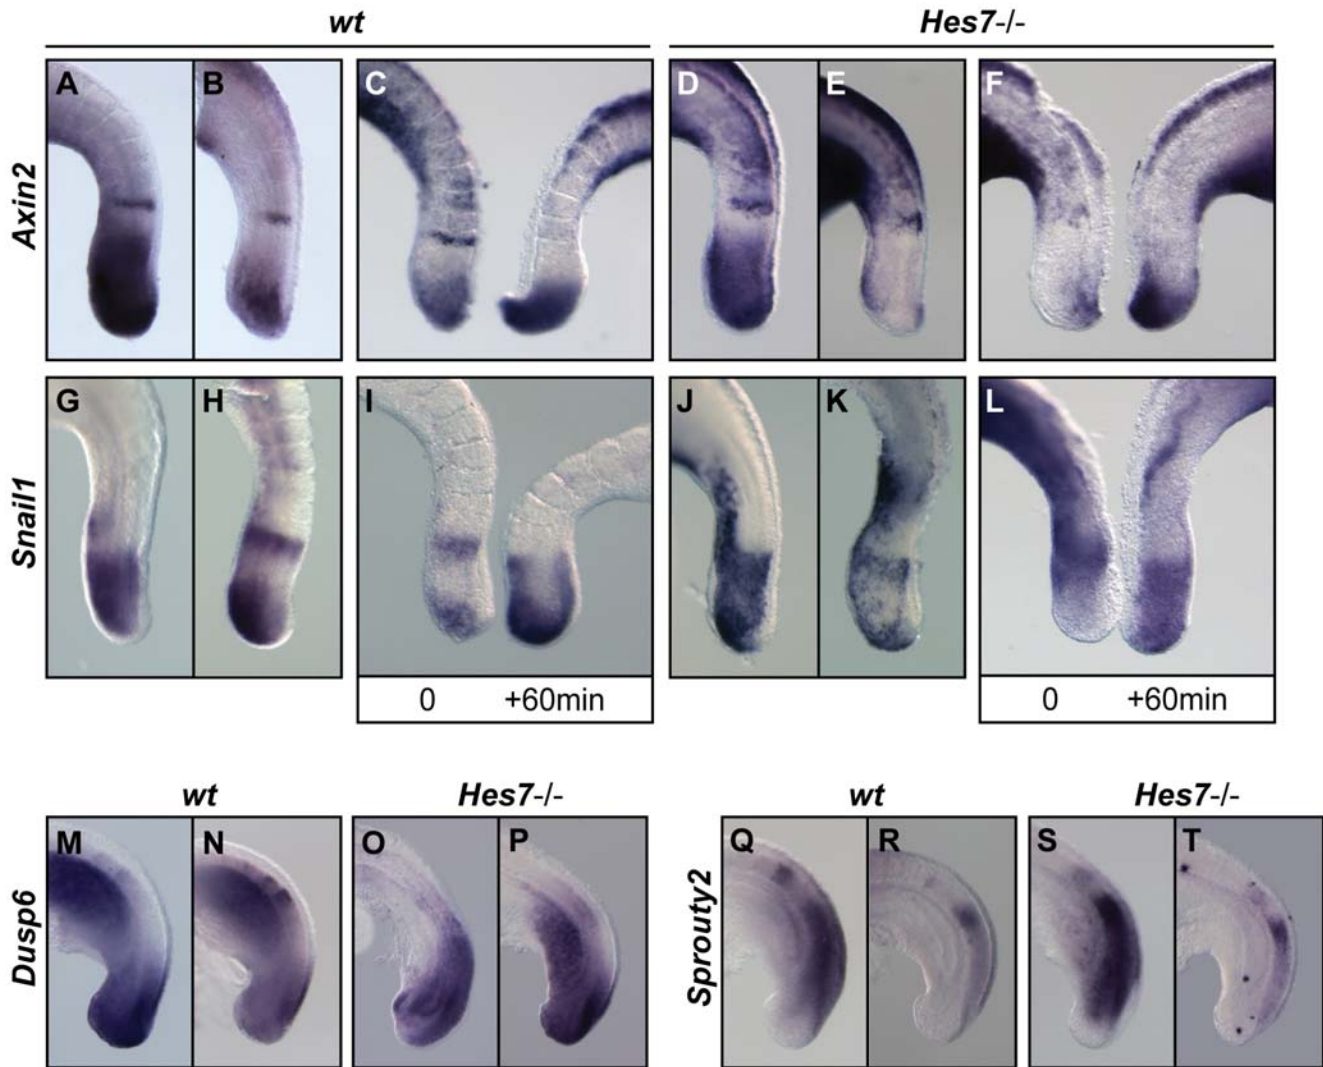 wt Hes7-/-
A B C D E F
Axin2
G H I J K L
Snail1
0 +60min 0 +60min
wt Hes7-/- wt Hes7-/-
M N O P Q R S T
Dusp6 Sprouty2